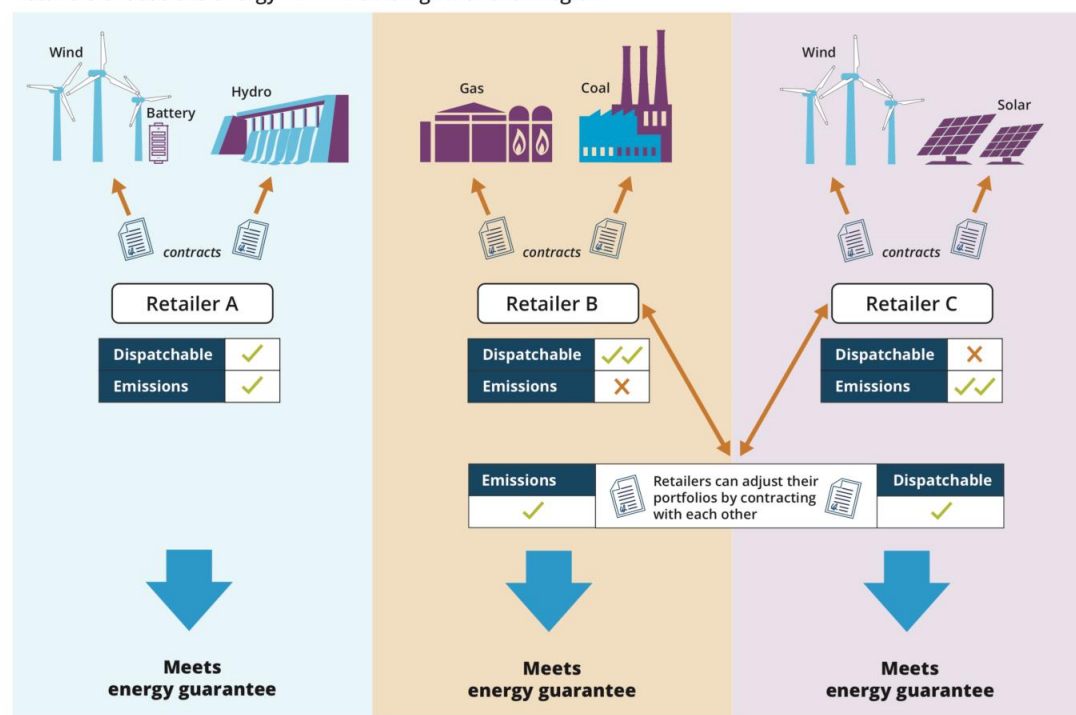 Wind
Battery
Hydro
contracts
Retailer A
Dispatchable
Emissions
Meets
energy guarantee
Gas
Coal
contracts
Retailer B
Dispatchable
Emissions
Wind
Solar
contracts
Retailer C
Dispatchable
Emissions
Emissions
Retailers can adjust their
portfolios by contracting
with each other
Dispatchable
Meets
energy guarantee
Meets
energy guarantee